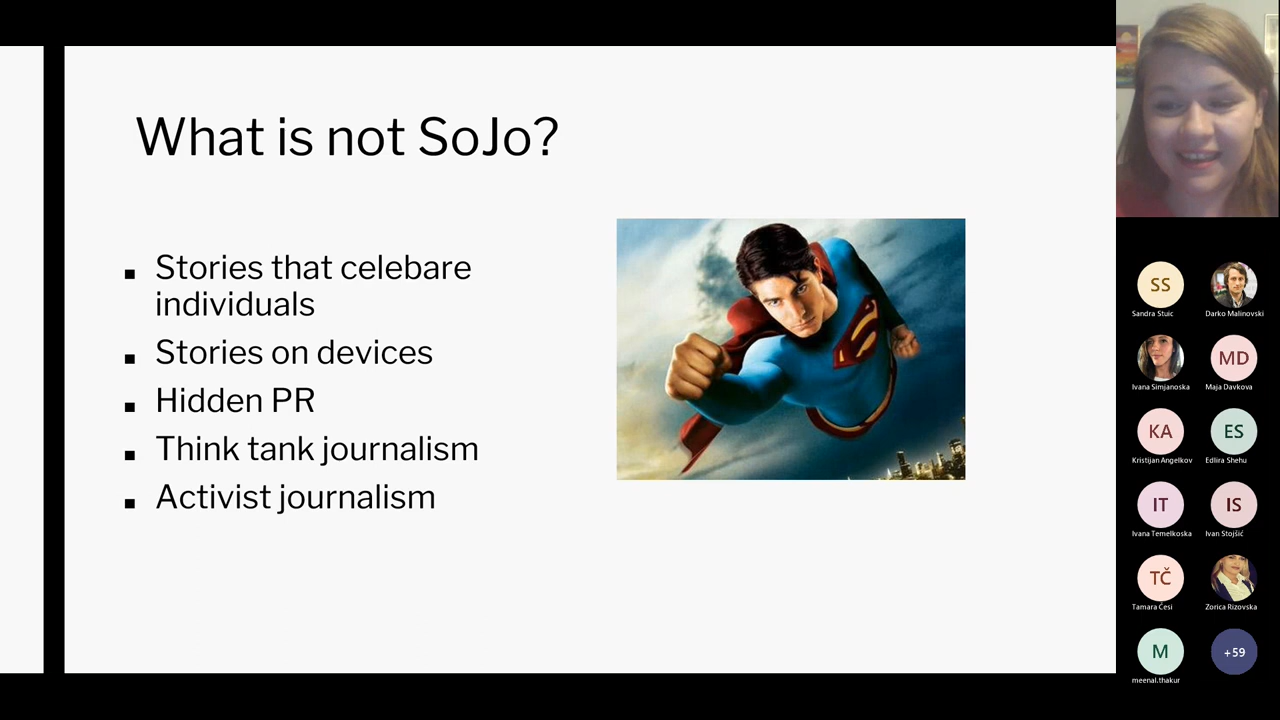 What is not SoJo?
Stories that celebare
individuals
Stories on devices
Hidden PR
Think tank journalism
Activist journalism
SS
Sandra Stuic
Darko Malinovski
Ivana Simjanoska
MD
Maja Davkova
KA
Kristijan Angelkov
ES
Edlira Shehu
IT
Ivana Temelkoska
IS
Ivan Stojšić
TČ
Tamara Česi
Zorica Rizovska
M
meenal.thakur
+59